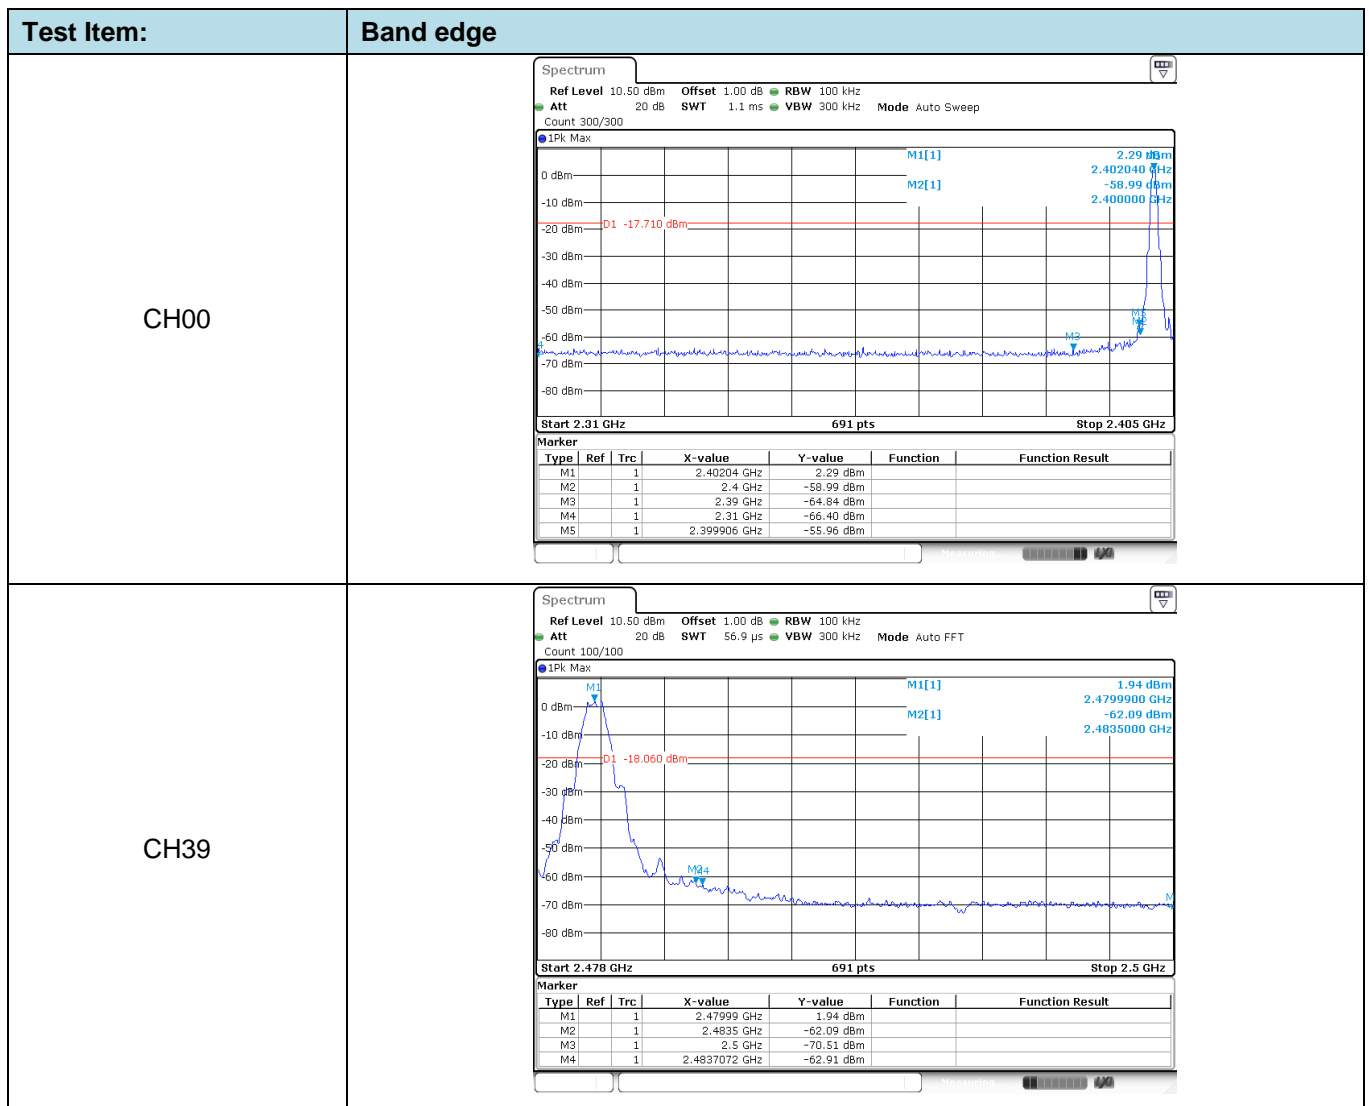 Test Item: Band edge
CH00
Spectrum
Ref Level 10.50 dBm Offset 1.00 dB RBW 100 kHz
Att 20 dB SWT 1.1 ms VBW 300 kHz Mode Auto Sweep
Count 300/300
1Pk Max
M1[1] 2.29 dBm
2.402040 GHz
M2[1] -58.99 dBm
2.400000 GHz
0 dBm
-10 dBm
D1 -17.710 dBm
-20 dBm
-30 dBm
-40 dBm
-50 dBm
M5
M2
-60 dBm
M3
-70 dBm
-80 dBm
Start 2.31 GHz 691 pts Stop 2.405 GHz
Marker
Type Ref Trc X-value Y-value Function Function Result
M1 1 2.40204 GHz 2.29 dBm
M2 1 2.4 GHz -58.99 dBm
M3 1 2.39 GHz -64.84 dBm
M4 1 2.31 GHz -66.40 dBm
M5 1 2.399906 GHz -55.96 dBm
Measuring...
CH39
Spectrum
Ref Level 10.50 dBm Offset 1.00 dB RBW 100 kHz
Att 20 dB SWT 56.9 µs VBW 300 kHz Mode Auto FFT
Count 100/100
1Pk Max
M1[1] 1.94 dBm
2.4799900 GHz
M2[1] -62.09 dBm
2.4835000 GHz
M1
0 dBm
-10 dBm
D1 -18.060 dBm
-20 dBm
-30 dBm
-40 dBm
-50 dBm
M2 M4
-60 dBm
-70 dBm
-80 dBm
Start 2.478 GHz 691 pts Stop 2.5 GHz
Marker
Type Ref Trc X-value Y-value Function Function Result
M1 1 2.47999 GHz 1.94 dBm
M2 1 2.4835 GHz -62.09 dBm
M3 1 2.5 GHz -70.51 dBm
M4 1 2.4837072 GHz -62.91 dBm
Measuring...